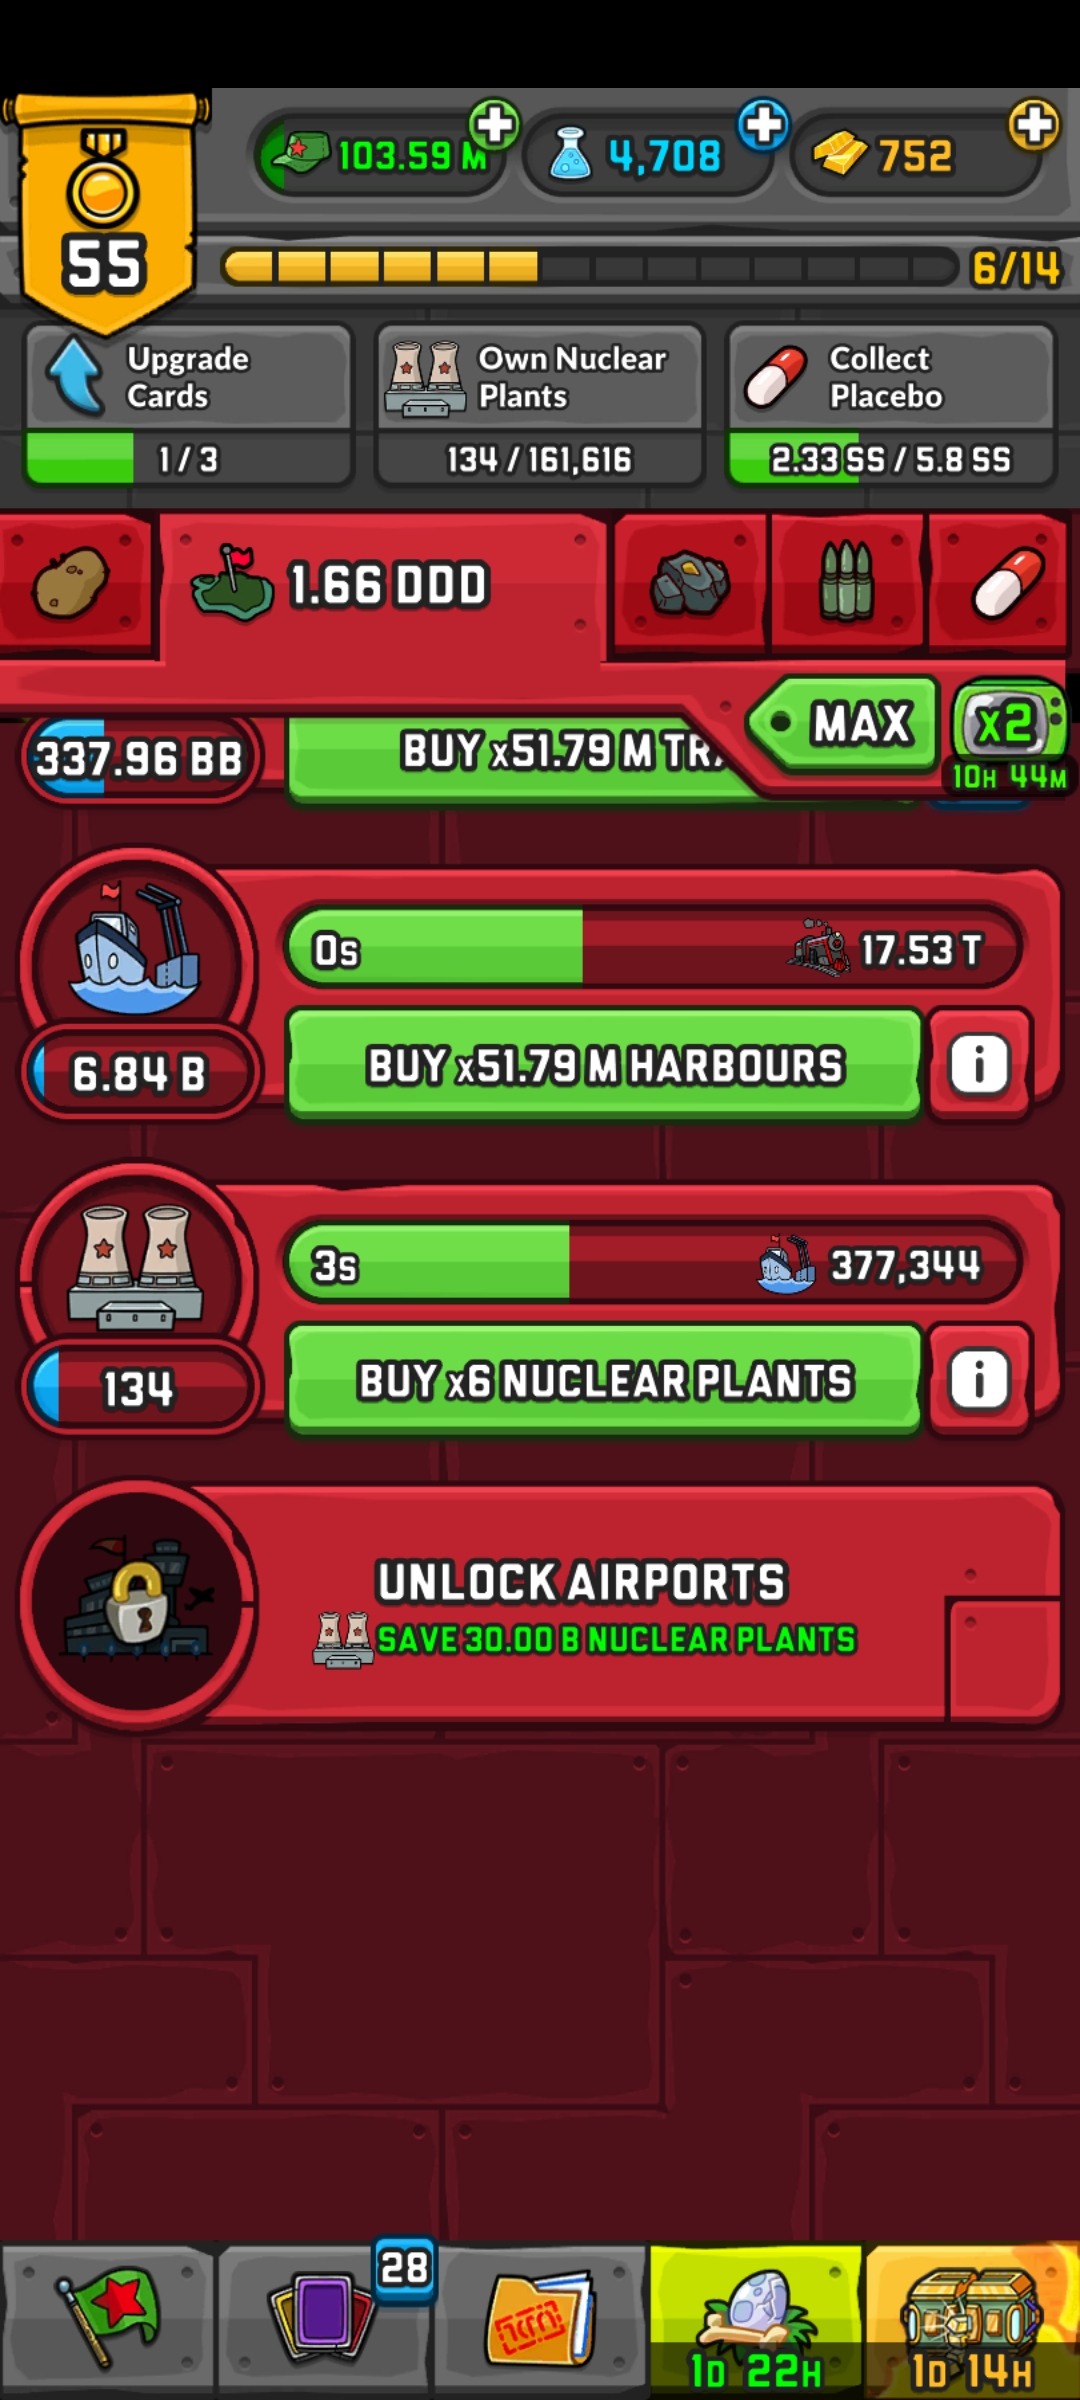 103.59 M
4,708
752
55
6/14
Upgrade
Cards
1 / 3
Own Nuclear
Plants
134 / 161,616
Collect
Placebo
2.33 SS / 5.8 SS
1.66 DDD
MAX
x2
10H 44M
337.96 BB
BUY x51.79 M
0s
17.53 T
6.84 B
BUY x51.79 M HARBOURS
i
3s
377,344
134
BUY x6 NUCLEAR PLANTS
i
UNLOCK AIRPORTS
SAVE 30.00 B NUCLEAR PLANTS
28
1D 22H
1D 14H